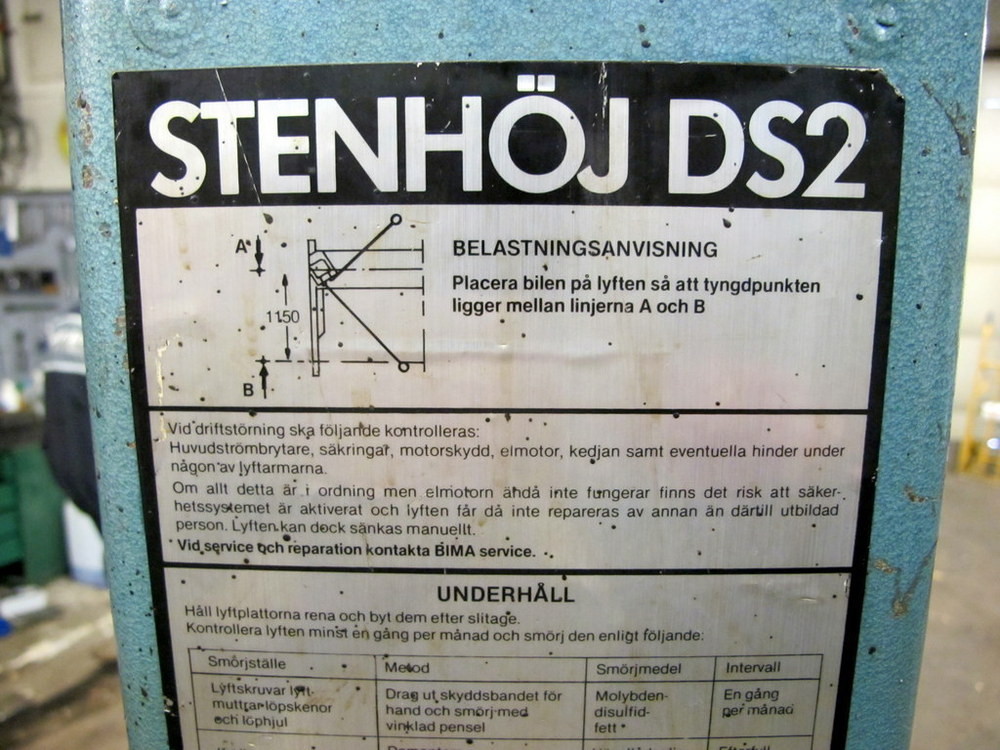 STENHÖJ DS2
A
1150
B
BELASTNINGSANVISNING
Placera bilen på lyften så att tyngdpunkten
ligger mellan linjerna A och B
Vid driftstörning ska följande kontrolleras:
Huvudströmbrytare, säkringar, motorskydd, elmotor, kedjan samt eventuella hinder under
någon av lyftarmarna.
Om allt detta är i ordning men elmotorn ändå inte fungerar finns det risk att säker-
hetssystemet är aktiverat och lyften får då inte repareras av annan än därtill utbildad
person. Lyften kan dock sänkas manuellt.
Vid service och reparation kontakta BIMA service.
UNDERHÅLL
Håll lyftplattorna rena och byt dem efter slitage.
Kontrollera lyften minst en gång per månad och smörj den enligt följande:
Smörjställe Metod Smörjmedel Intervall
Lyftskruvar lyft- Drag ut skyddsbandet för Molybden- En gång
muttrar löpskenor hand och smörj med disulfid- per månad
och löphjul vinklad pensel fett *